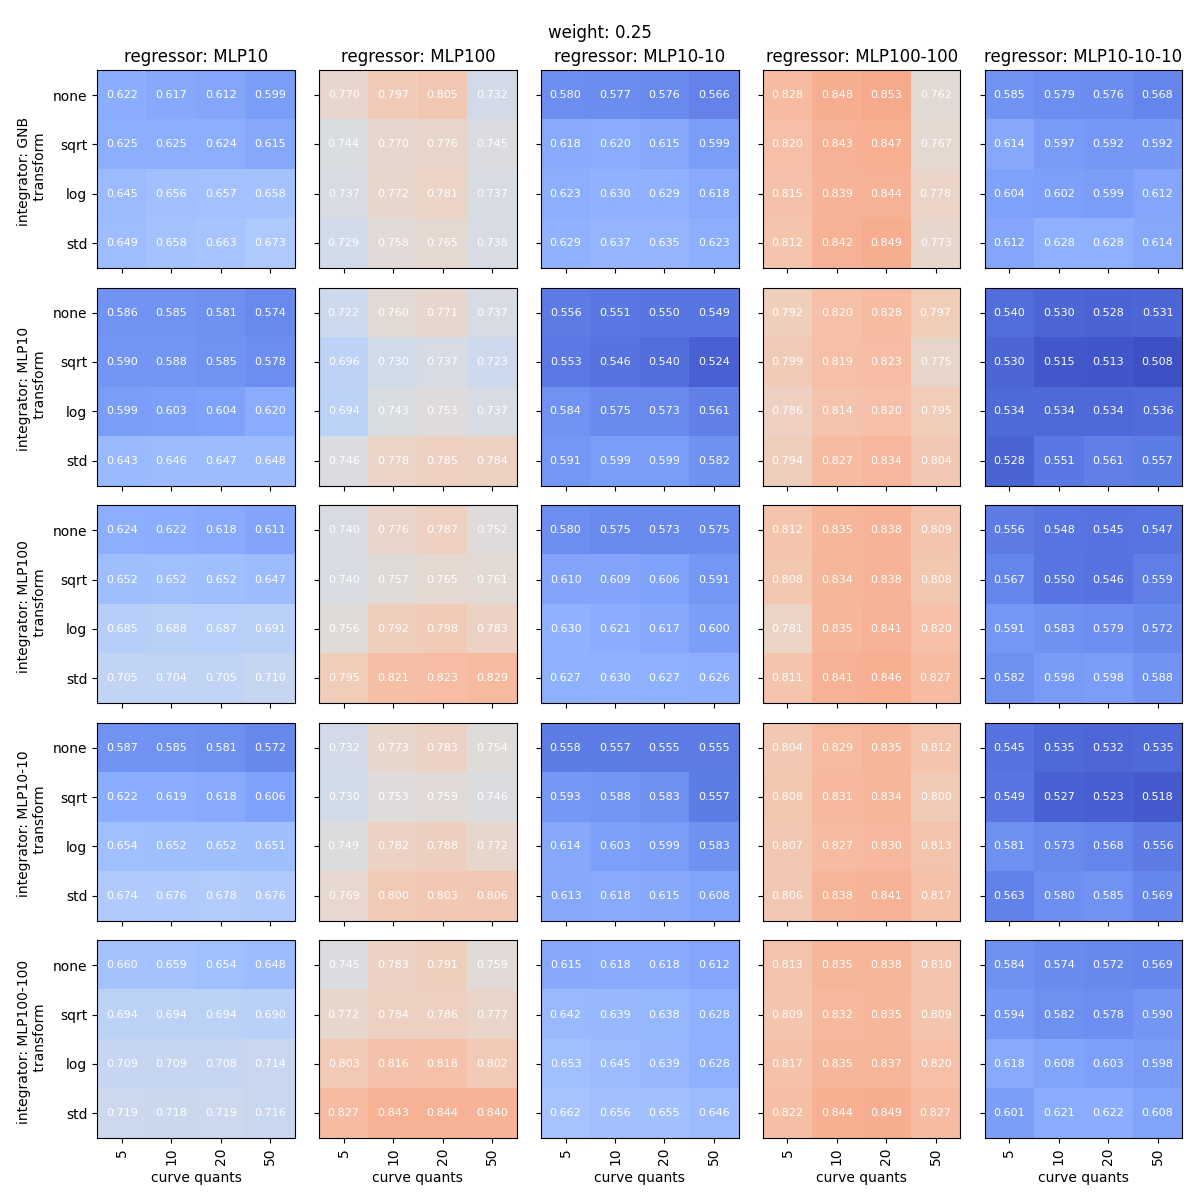 weight: 0.25
regressor: MLP10 regressor: MLP100 regressor: MLP10-10 regressor: MLP100-100 regressor: MLP10-10-10
integrator: GNB
transform
none 0.622 0.617 0.612 0.599 0.770 0.797 0.805 0.732 0.580 0.577 0.576 0.566 0.828 0.848 0.853 0.762 0.585 0.579 0.576 0.568
sqrt 0.625 0.625 0.624 0.615 0.744 0.770 0.776 0.745 0.618 0.620 0.615 0.599 0.820 0.843 0.847 0.767 0.614 0.597 0.592 0.592
log 0.645 0.656 0.657 0.658 0.737 0.772 0.781 0.737 0.623 0.630 0.629 0.618 0.815 0.839 0.844 0.778 0.604 0.602 0.599 0.612
std 0.649 0.658 0.663 0.673 0.729 0.758 0.765 0.738 0.629 0.637 0.635 0.623 0.812 0.842 0.849 0.773 0.612 0.628 0.628 0.614
integrator: MLP10
transform
none 0.586 0.585 0.581 0.574 0.722 0.760 0.771 0.737 0.556 0.551 0.550 0.549 0.792 0.820 0.828 0.797 0.540 0.530 0.528 0.531
sqrt 0.590 0.588 0.585 0.578 0.696 0.730 0.737 0.723 0.553 0.546 0.540 0.524 0.799 0.819 0.823 0.775 0.530 0.515 0.513 0.508
log 0.599 0.603 0.604 0.620 0.694 0.743 0.753 0.737 0.584 0.575 0.573 0.561 0.786 0.814 0.820 0.795 0.534 0.534 0.534 0.536
std 0.643 0.646 0.647 0.648 0.746 0.778 0.785 0.784 0.591 0.599 0.599 0.582 0.794 0.827 0.834 0.804 0.528 0.551 0.561 0.557
integrator: MLP100
transform
none 0.624 0.622 0.618 0.611 0.740 0.776 0.787 0.752 0.580 0.575 0.573 0.575 0.812 0.835 0.838 0.809 0.556 0.548 0.545 0.547
sqrt 0.652 0.652 0.652 0.647 0.740 0.757 0.765 0.761 0.610 0.609 0.606 0.591 0.808 0.834 0.838 0.808 0.567 0.550 0.546 0.559
log 0.685 0.688 0.687 0.691 0.756 0.792 0.798 0.783 0.630 0.621 0.617 0.600 0.781 0.835 0.841 0.820 0.591 0.583 0.579 0.572
std 0.705 0.704 0.705 0.710 0.795 0.821 0.823 0.829 0.627 0.630 0.627 0.626 0.811 0.841 0.846 0.827 0.582 0.598 0.598 0.588
integrator: MLP10-10
transform
none 0.587 0.585 0.581 0.572 0.732 0.773 0.783 0.754 0.558 0.557 0.555 0.555 0.804 0.829 0.835 0.812 0.545 0.535 0.532 0.535
sqrt 0.622 0.619 0.618 0.606 0.730 0.753 0.759 0.746 0.593 0.588 0.583 0.557 0.808 0.831 0.834 0.800 0.549 0.527 0.523 0.518
log 0.654 0.652 0.652 0.651 0.749 0.782 0.788 0.772 0.614 0.603 0.599 0.583 0.807 0.827 0.830 0.813 0.581 0.573 0.568 0.556
std 0.674 0.676 0.678 0.676 0.769 0.800 0.803 0.806 0.613 0.618 0.615 0.608 0.806 0.838 0.841 0.817 0.563 0.580 0.585 0.569
integrator: MLP100-100
transform
none 0.660 0.659 0.654 0.648 0.745 0.783 0.791 0.759 0.615 0.618 0.618 0.612 0.813 0.835 0.838 0.810 0.584 0.574 0.572 0.569
sqrt 0.694 0.694 0.694 0.690 0.772 0.784 0.786 0.777 0.642 0.639 0.638 0.628 0.809 0.832 0.835 0.809 0.594 0.582 0.578 0.590
log 0.709 0.709 0.708 0.714 0.803 0.816 0.818 0.802 0.653 0.645 0.639 0.628 0.817 0.835 0.837 0.820 0.618 0.608 0.603 0.598
std 0.719 0.718 0.719 0.716 0.827 0.843 0.844 0.840 0.662 0.656 0.655 0.646 0.822 0.844 0.849 0.827 0.601 0.621 0.622 0.608
5 10 20 50 5 10 20 50 5 10 20 50 5 10 20 50 5 10 20 50
curve quants curve quants curve quants curve quants curve quants